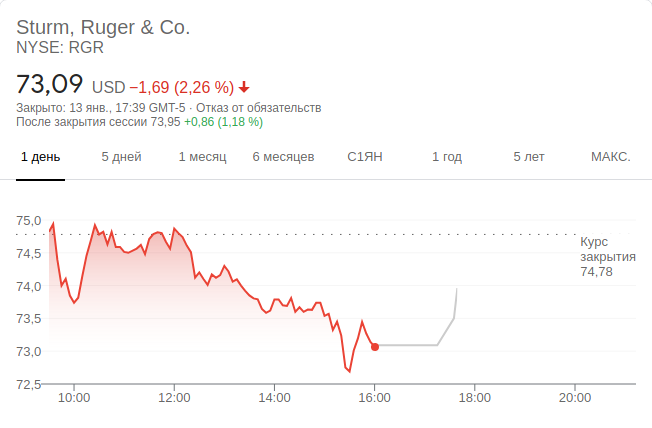 Sturm, Ruger & Co.
NYSE: RGR
73,09 USD −1,69 (2,26 %)
Закрыто: 13 янв., 17:39 GMT-5 · Отказ от обязательств
После закрытия сессии 73,95 +0,86 (1,18 %)
1 день 5 дней 1 месяц 6 месяцев С1ЯН 1 год 5 лет МАКС.
75,0
74,5
74,0
73,5
73,0
72,5
Курс
закрытия
74,78
10:00 12:00 14:00 16:00 18:00 20:00